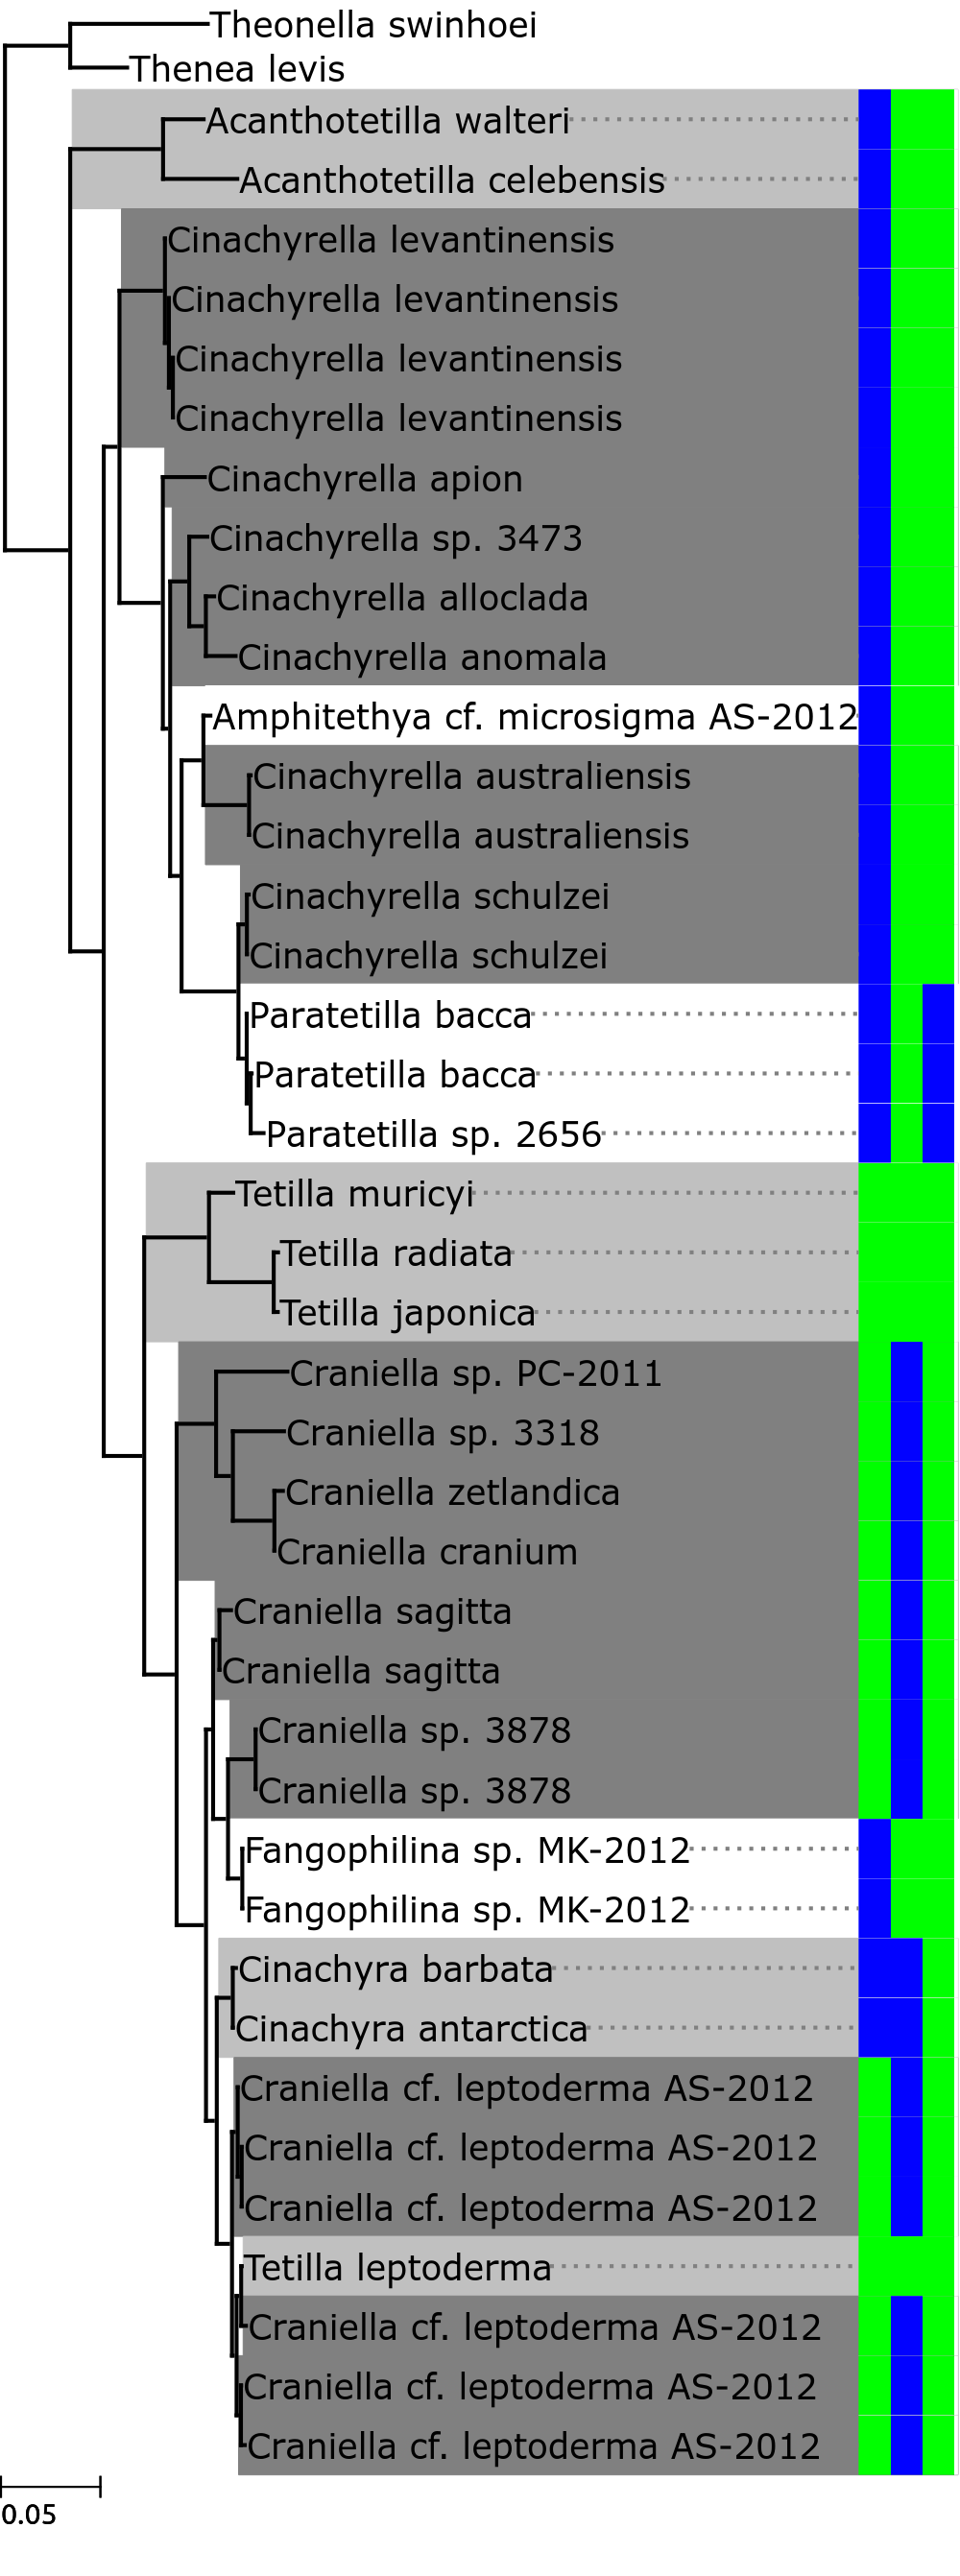 Theonella swinhoei
Thenea levis
Acanthotetilla walteri
Acanthotetilla celebensis
Cinachyrella levantinensis
Cinachyrella levantinensis
Cinachyrella levantinensis
Cinachyrella levantinensis
Cinachyrella apion
Cinachyrella sp. 3473
Cinachyrella alloclada
Cinachyrella anomala
Amphitethya cf. microsigma AS-2012
Cinachyrella australiensis
Cinachyrella australiensis
Cinachyrella schulzei
Cinachyrella schulzei
Paratetilla bacca
Paratetilla bacca
Paratetilla sp. 2656
Tetilla muricyi
Tetilla radiata
Tetilla japonica
Craniella sp. PC-2011
Craniella sp. 3318
Craniella zetlandica
Craniella cranium
Craniella sagitta
Craniella sagitta
Craniella sp. 3878
Craniella sp. 3878
Fangophilina sp. MK-2012
Fangophilina sp. MK-2012
Cinachyra barbata
Cinachyra antarctica
Craniella cf. leptoderma AS-2012
Craniella cf. leptoderma AS-2012
Craniella cf. leptoderma AS-2012
Tetilla leptoderma
Craniella cf. leptoderma AS-2012
Craniella cf. leptoderma AS-2012
Craniella cf. leptoderma AS-2012
0.05